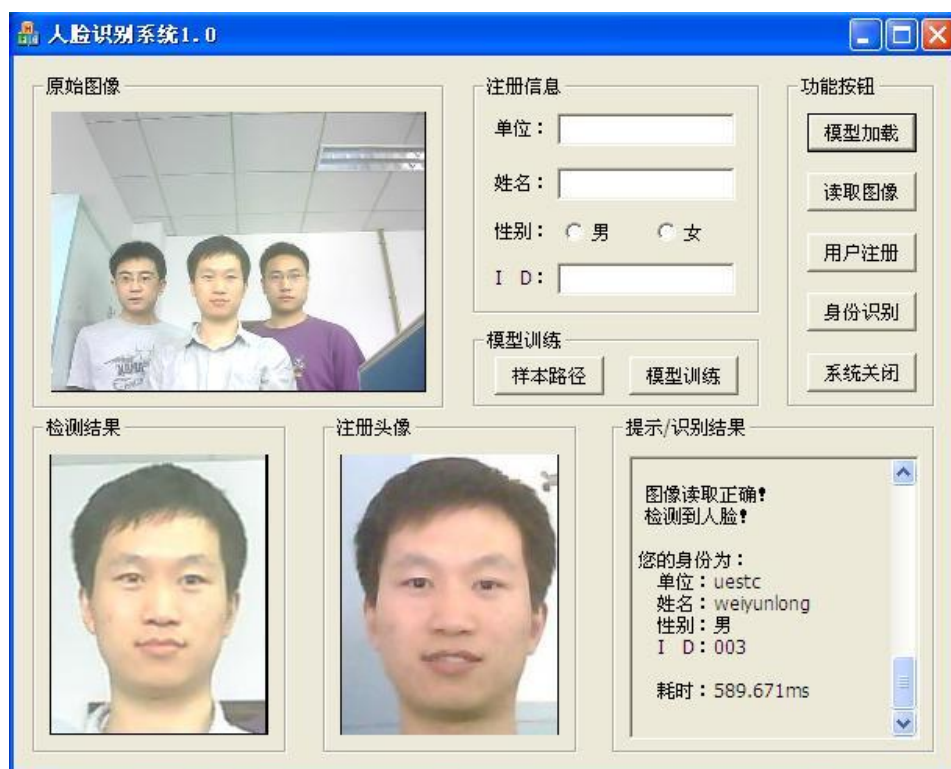 人脸识别系统1.0
原始图像
注册信息
单位：
姓名：
性别： 男 女
I D：
功能按钮
模型加载
读取图像
用户注册
身份识别
系统关闭
模型训练
样本路径 模型训练
检测结果
注册头像
提示/识别结果
图像读取正确！
检测到人脸！
您的身份为：
单位：uestc
姓名：weiyunlong
性别：男
I D：003
耗时：589.671ms